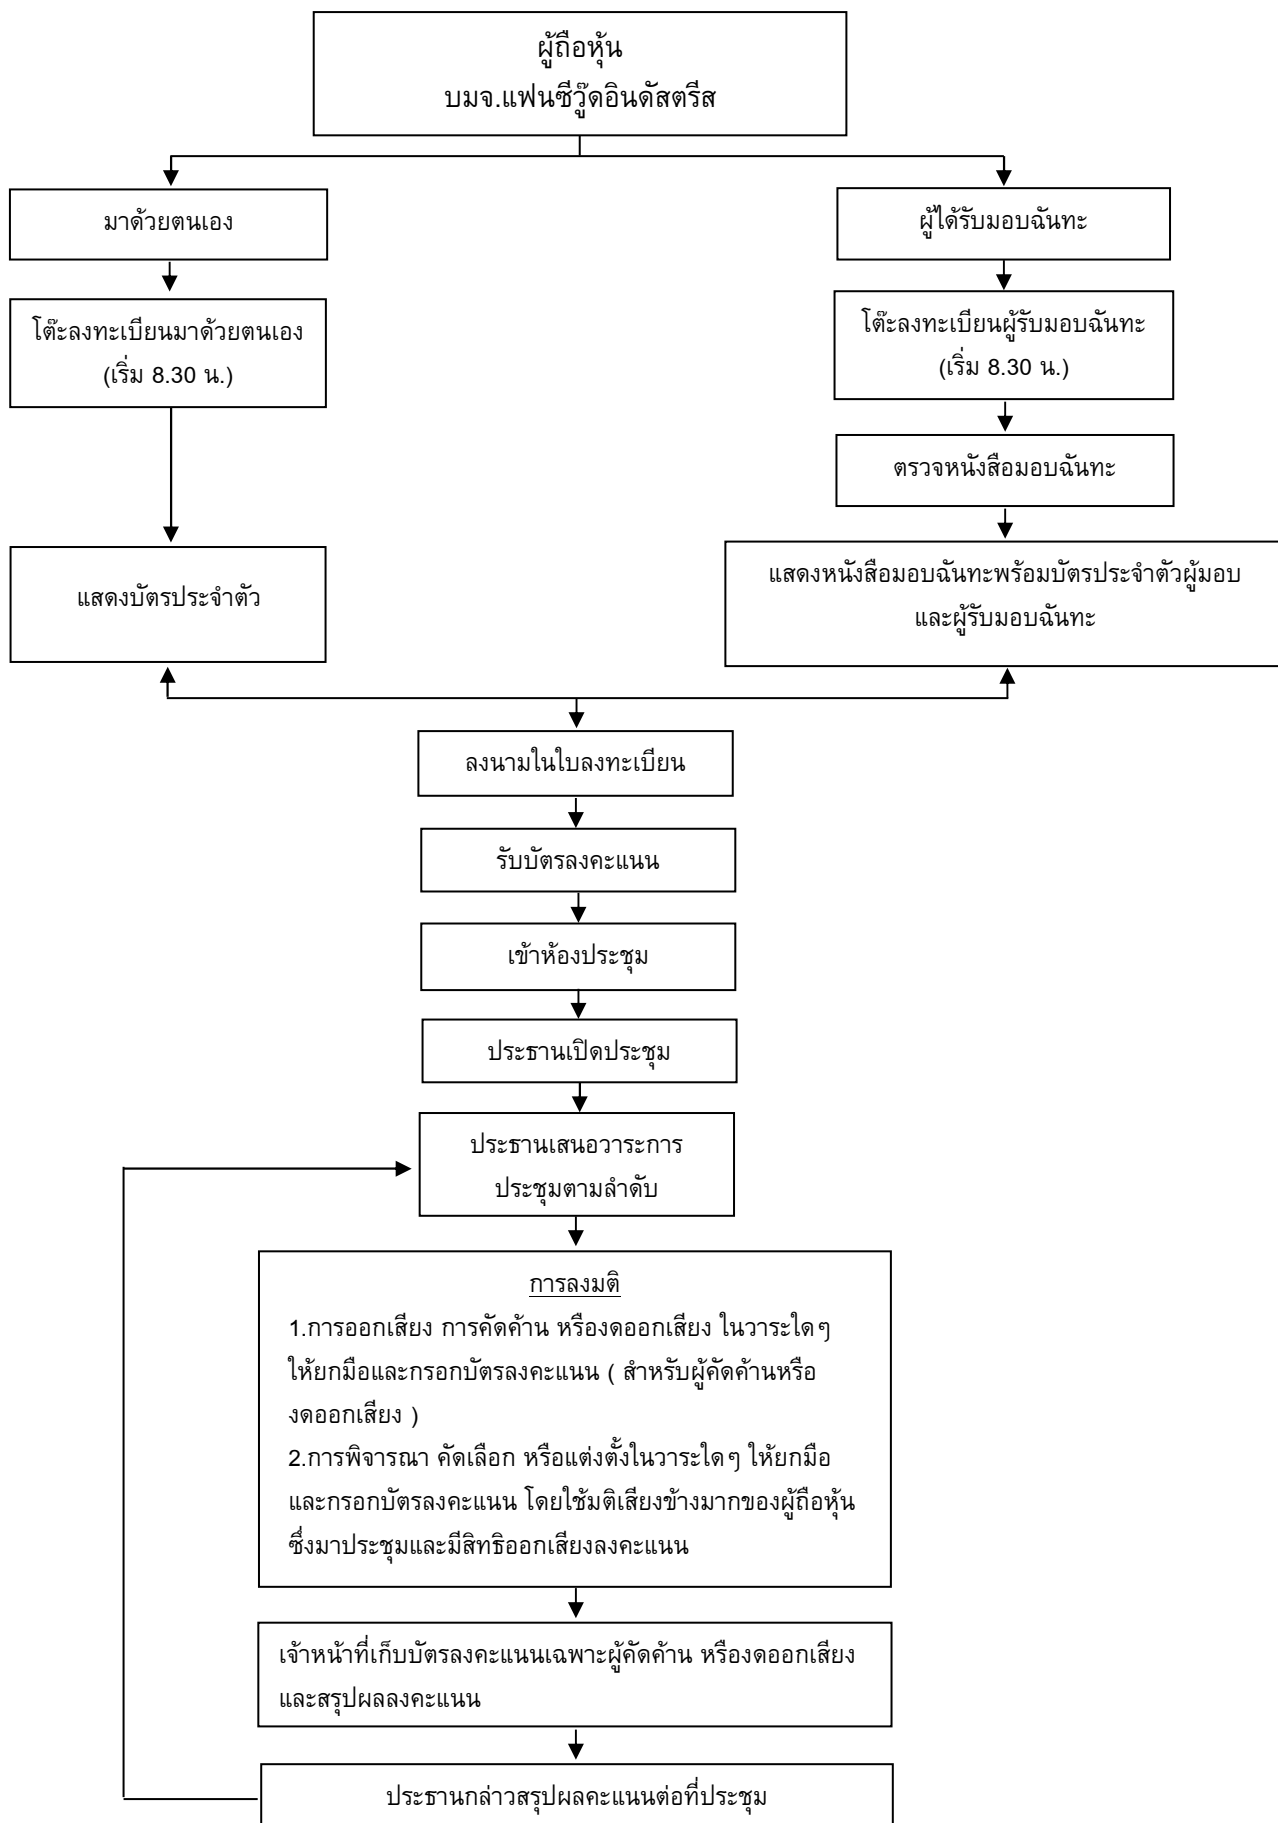 ผู้ถือหุ้น
บมจ.แฟนซีวู๊ดอินดัสตรีส
มาด้วยตนเอง
ผู้ได้รับมอบฉันทะ
โต๊ะลงทะเบียนมาด้วยตนเอง
(เริ่ม 8.30 น.)
โต๊ะลงทะเบียนผู้รับมอบฉันทะ
(เริ่ม 8.30 น.)
ตรวจหนังสือมอบฉันทะ
แสดงบัตรประจำตัว
แสดงหนังสือมอบฉันทะพร้อมบัตรประจำตัวผู้มอบ
และผู้รับมอบฉันทะ
ลงนามในใบลงทะเบียน
รับบัตรลงคะแนน
เข้าห้องประชุม
ประธานเปิดประชุม
ประธานเสนอวาระการ
ประชุมตามลำดับ
การลงมติ
1.การออกเสียง การคัดค้าน หรืองดออกเสียง ในวาระใดๆ
ให้ยกมือและกรอกบัตรลงคะแนน ( สำหรับผู้คัดค้านหรือ
งดออกเสียง )
2.การพิจารณา คัดเลือก หรือแต่งตั้งในวาระใดๆ ให้ยกมือ
และกรอกบัตรลงคะแนน โดยใช้มติเสียงข้างมากของผู้ถือหุ้น
ซึ่งมาประชุมและมีสิทธิออกเสียงลงคะแนน
เจ้าหน้าที่เก็บบัตรลงคะแนนเฉพาะผู้คัดค้าน หรืองดออกเสียง
และสรุปผลลงคะแนน
ประธานกล่าวสรุปผลคะแนนต่อที่ประชุม